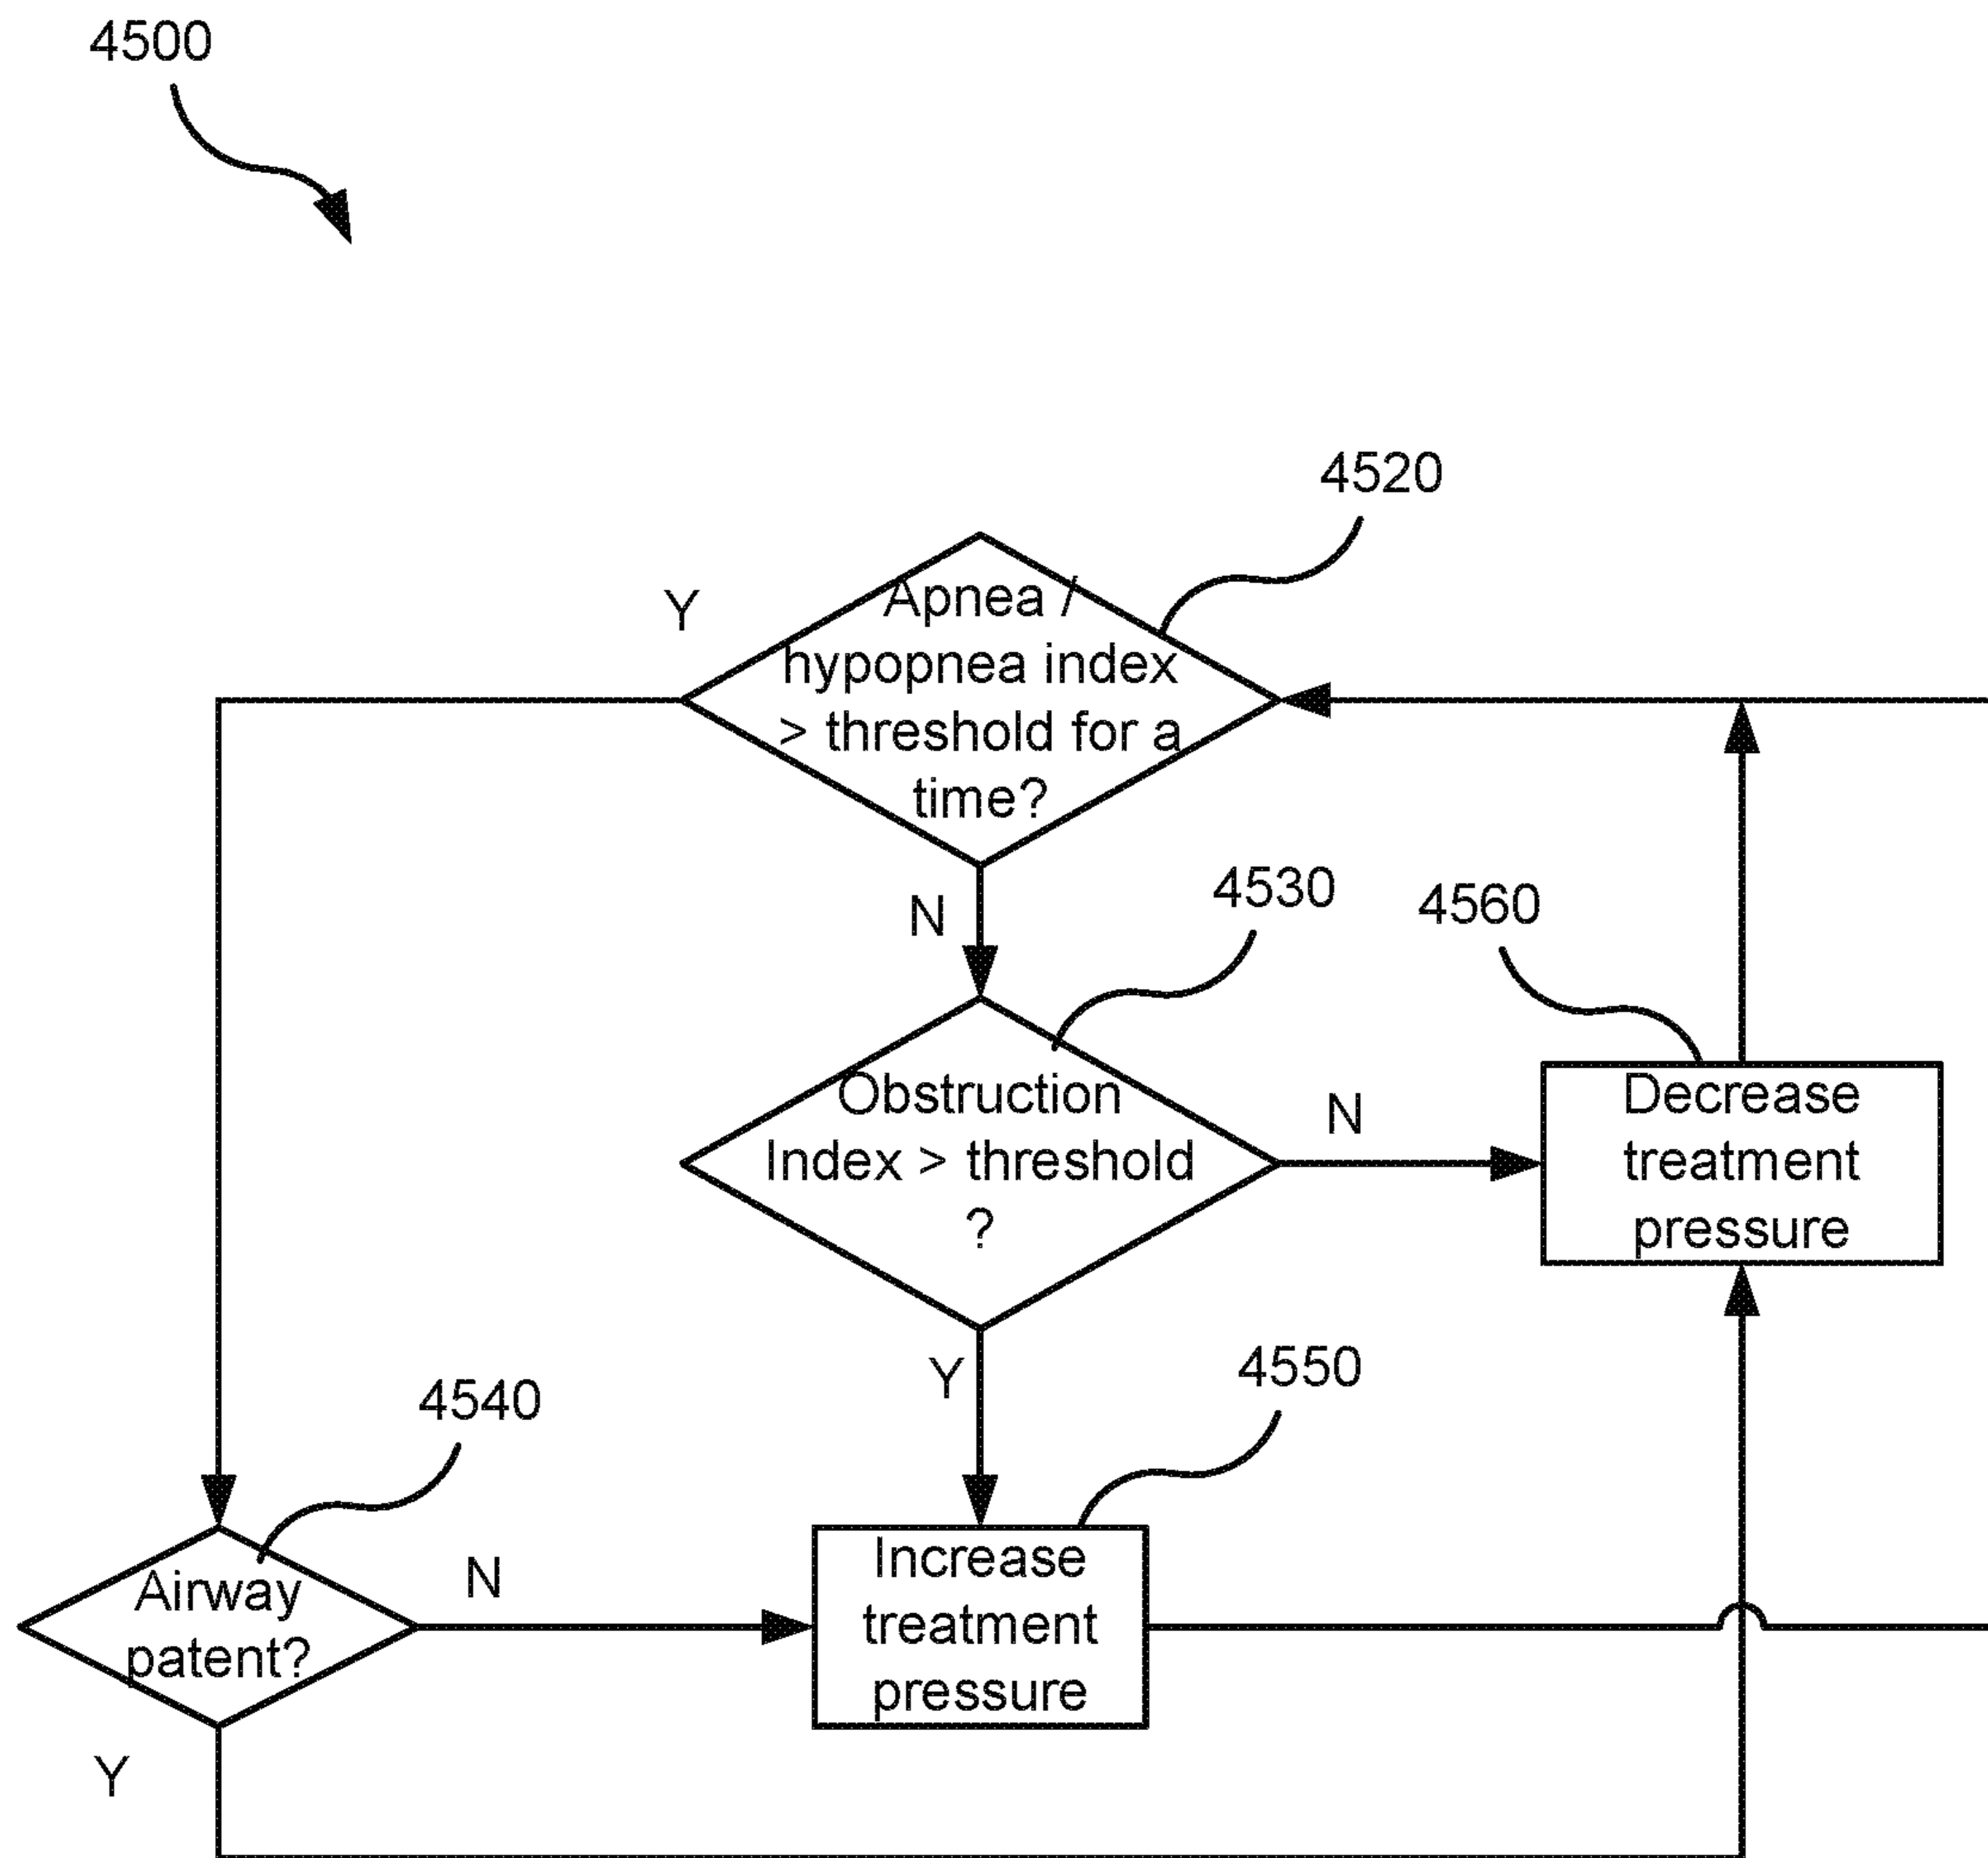 4500
4520
Y
Apnea /
hypopnea index
> threshold for a
time?
4530
N
4560
Obstruction
Index > threshold
?
N
Decrease
treatment
pressure
Y
4550
4540
Airway
patent?
N
Increase
treatment
pressure
Y